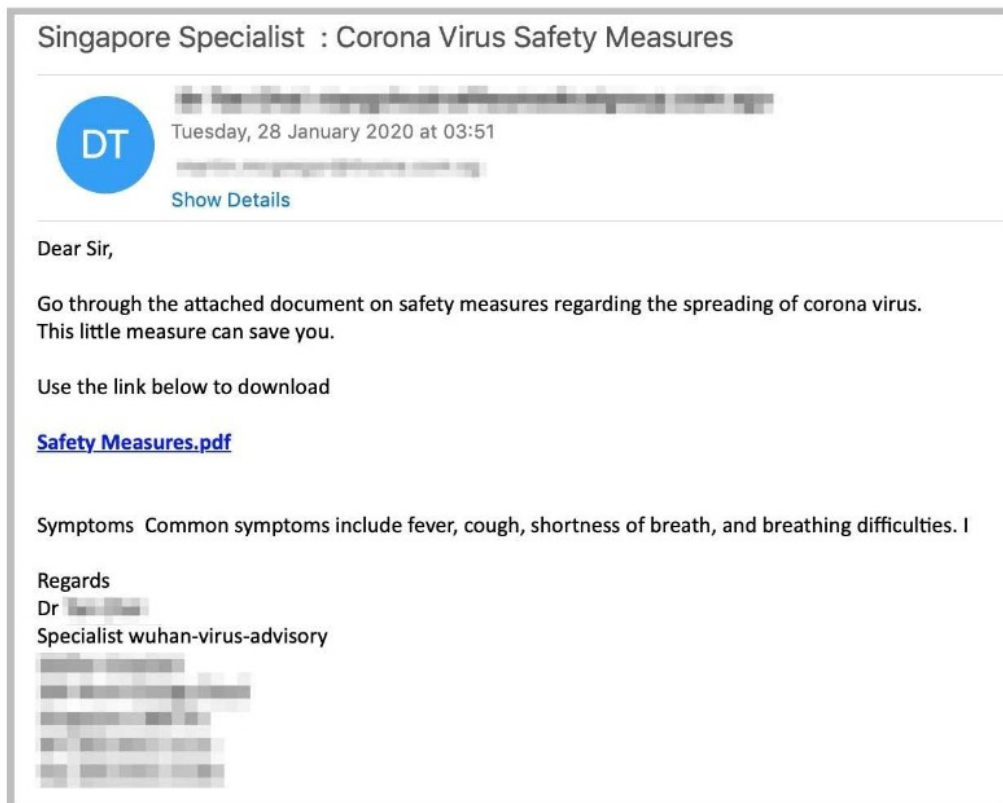 Singapore Specialist : Corona Virus Safety Measures
DT
Tuesday, 28 January 2020 at 03:51
Show Details
Dear Sir,
Go through the attached document on safety measures regarding the spreading of corona virus.
This little measure can save you.
Use the link below to download
Safety Measures.pdf
Symptoms  Common symptoms include fever, cough, shortness of breath, and breathing difficulties. I
Regards
Dr
Specialist wuhan-virus-advisory